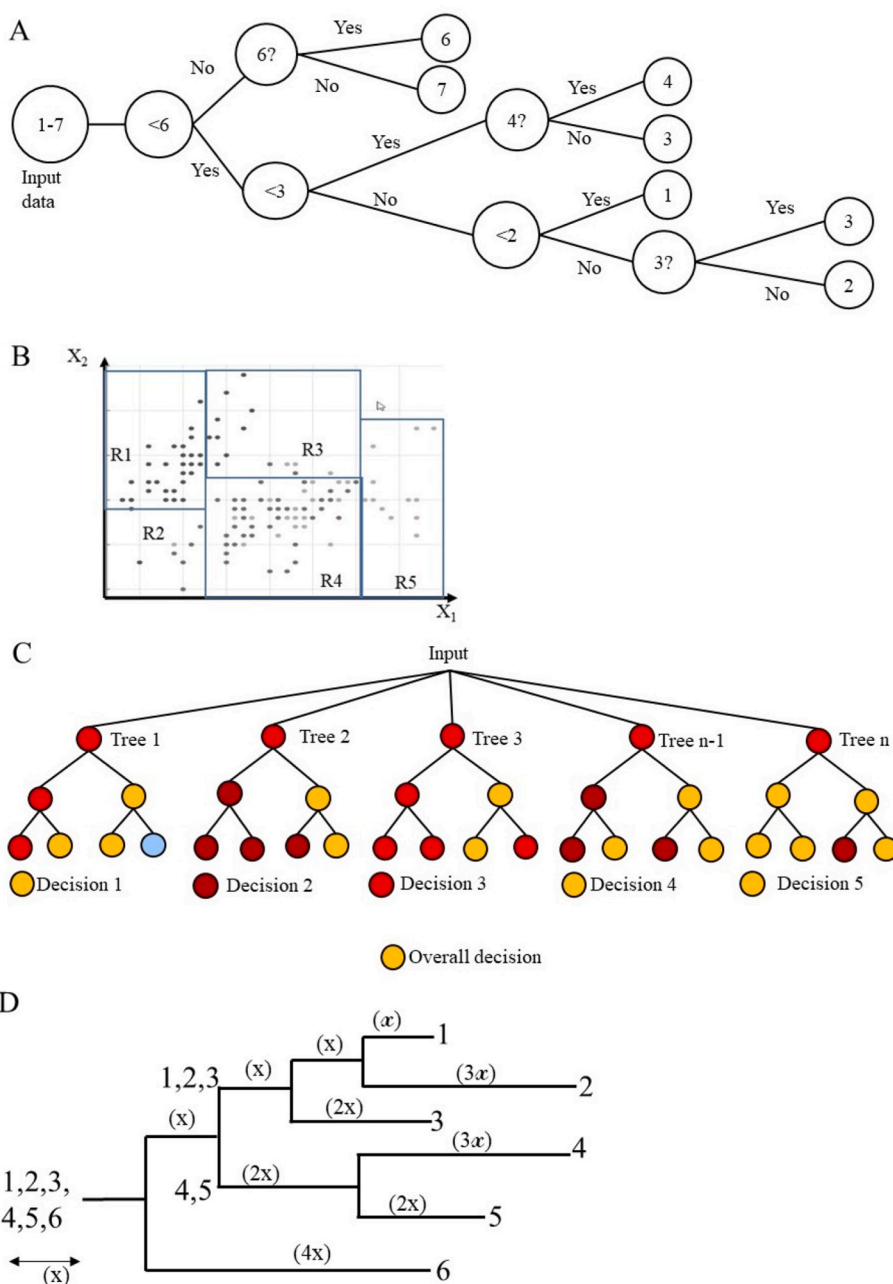 A
1-7
Input
data
<6
No
Yes
6?
Yes
6
No
7
<3
Yes
No
4?
Yes
4
No
3
<2
Yes
1
No
3?
Yes
3
No
2
B
X2
R1
R2
R3
R4
R5
X1
C
Input
Tree 1
Tree 2
Tree 3
Tree n-1
Tree n
Decision 1
Decision 2
Decision 3
Decision 4
Decision 5
Overall decision
D
1,2,3,
4,5,6
(x)
(x)
1,2,3
(x)
(x)
(x)
1
(3x)
2
(2x)
3
4,5
(2x)
(3x)
4
(2x)
5
(4x)
6